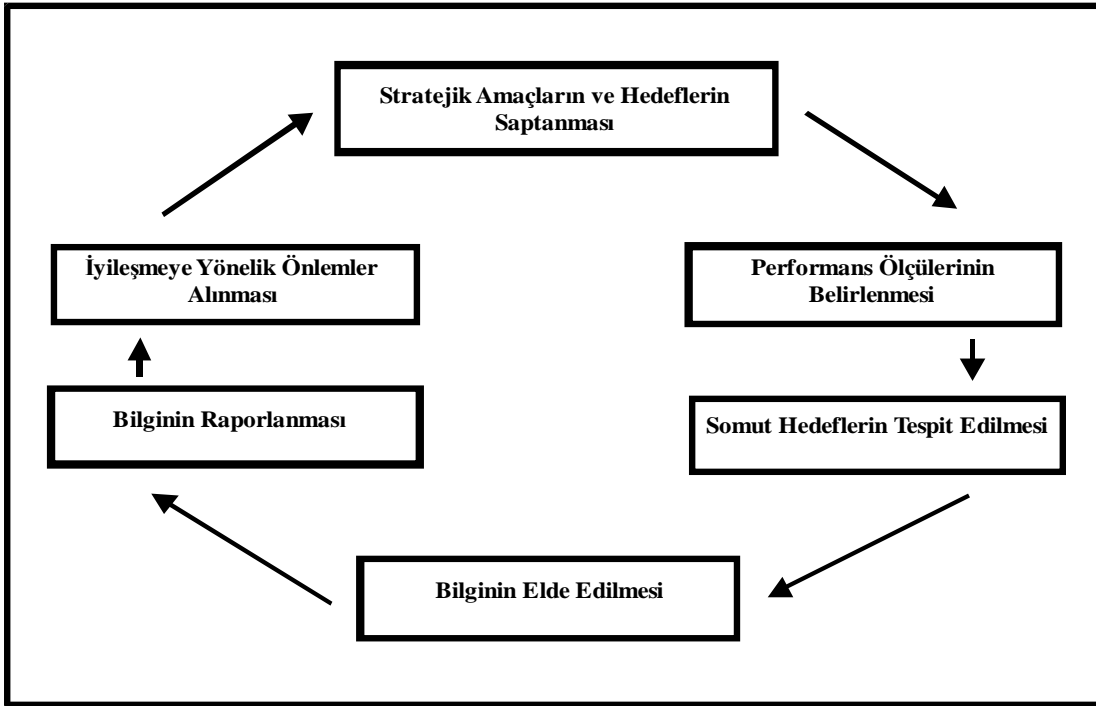 Stratejik Amaçların ve Hedeflerin
Saptanması
Performans Ölçülerinin
Belirlenmesi
Somut Hedeflerin Tespit Edilmesi
Bilginin Elde Edilmesi
Bilginin Raporlanması
İyileşmeye Yönelik Önlemler
Alınması